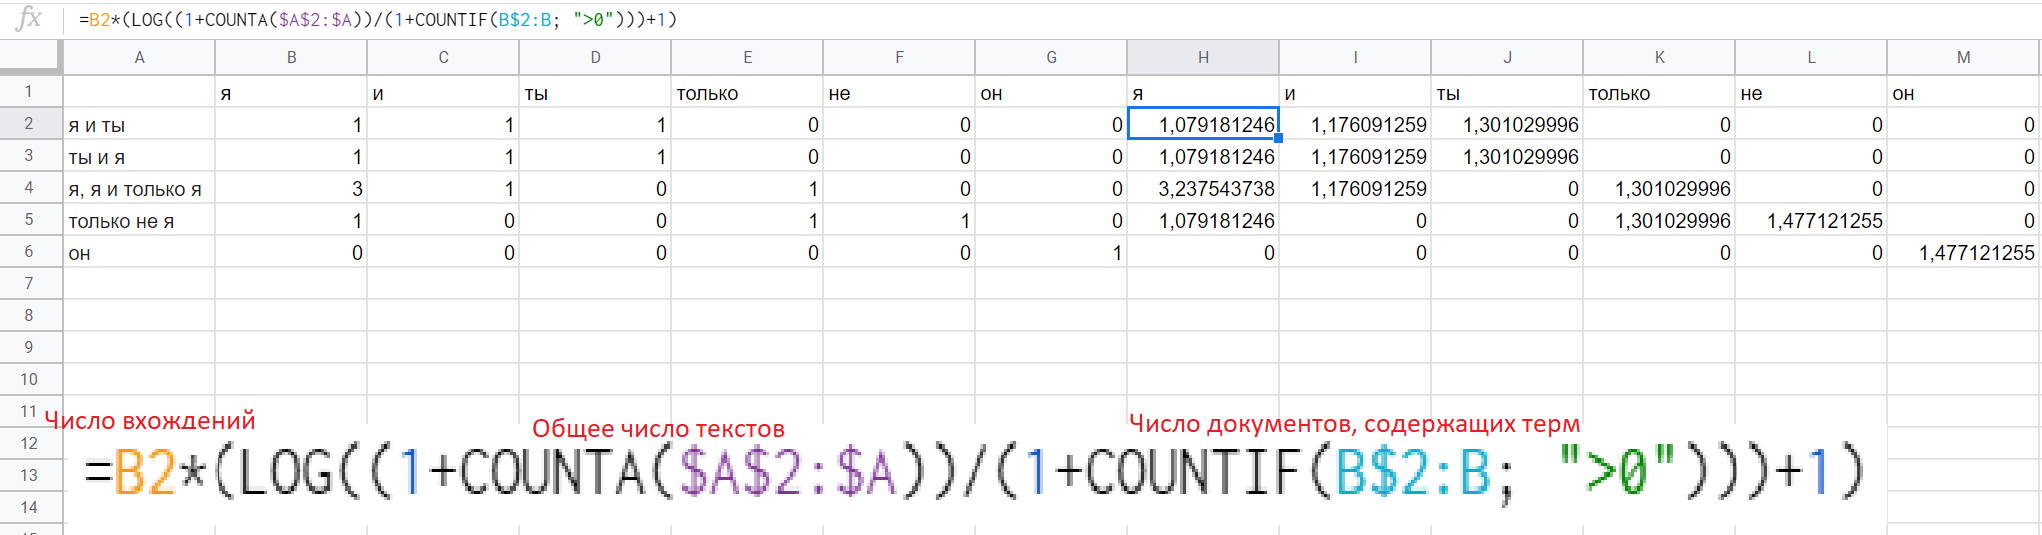 fx =B2*(LOG((1+COUNTA($A$2:$A))/(1+COUNTIF(B$2:B; ">0")))+1)
A B C D E F G H I J K L M
1 я и ты только не он я и ты только не он
2 я и ты 1 1 1 0 0 0 1,079181246 1,176091259 1,301029996 0 0 0
3 ты и я 1 1 1 0 0 0 1,079181246 1,176091259 1,301029996 0 0 0
4 я, я и только я 3 1 0 1 0 0 3,237543738 1,176091259 0 1,301029996 0 0
5 только не я 1 0 0 1 1 0 1,079181246 0 0 1,301029996 1,477121255 0
6 он 0 0 0 0 0 1 0 0 0 0 0 1,477121255
7
8
9
10
11
Число вхождений Общее число текстов Число документов, содержащих терм
12
=B2*(LOG((1+COUNTA($A$2:$A))/(1+COUNTIF(B$2:B; ">0")))+1)
13
14